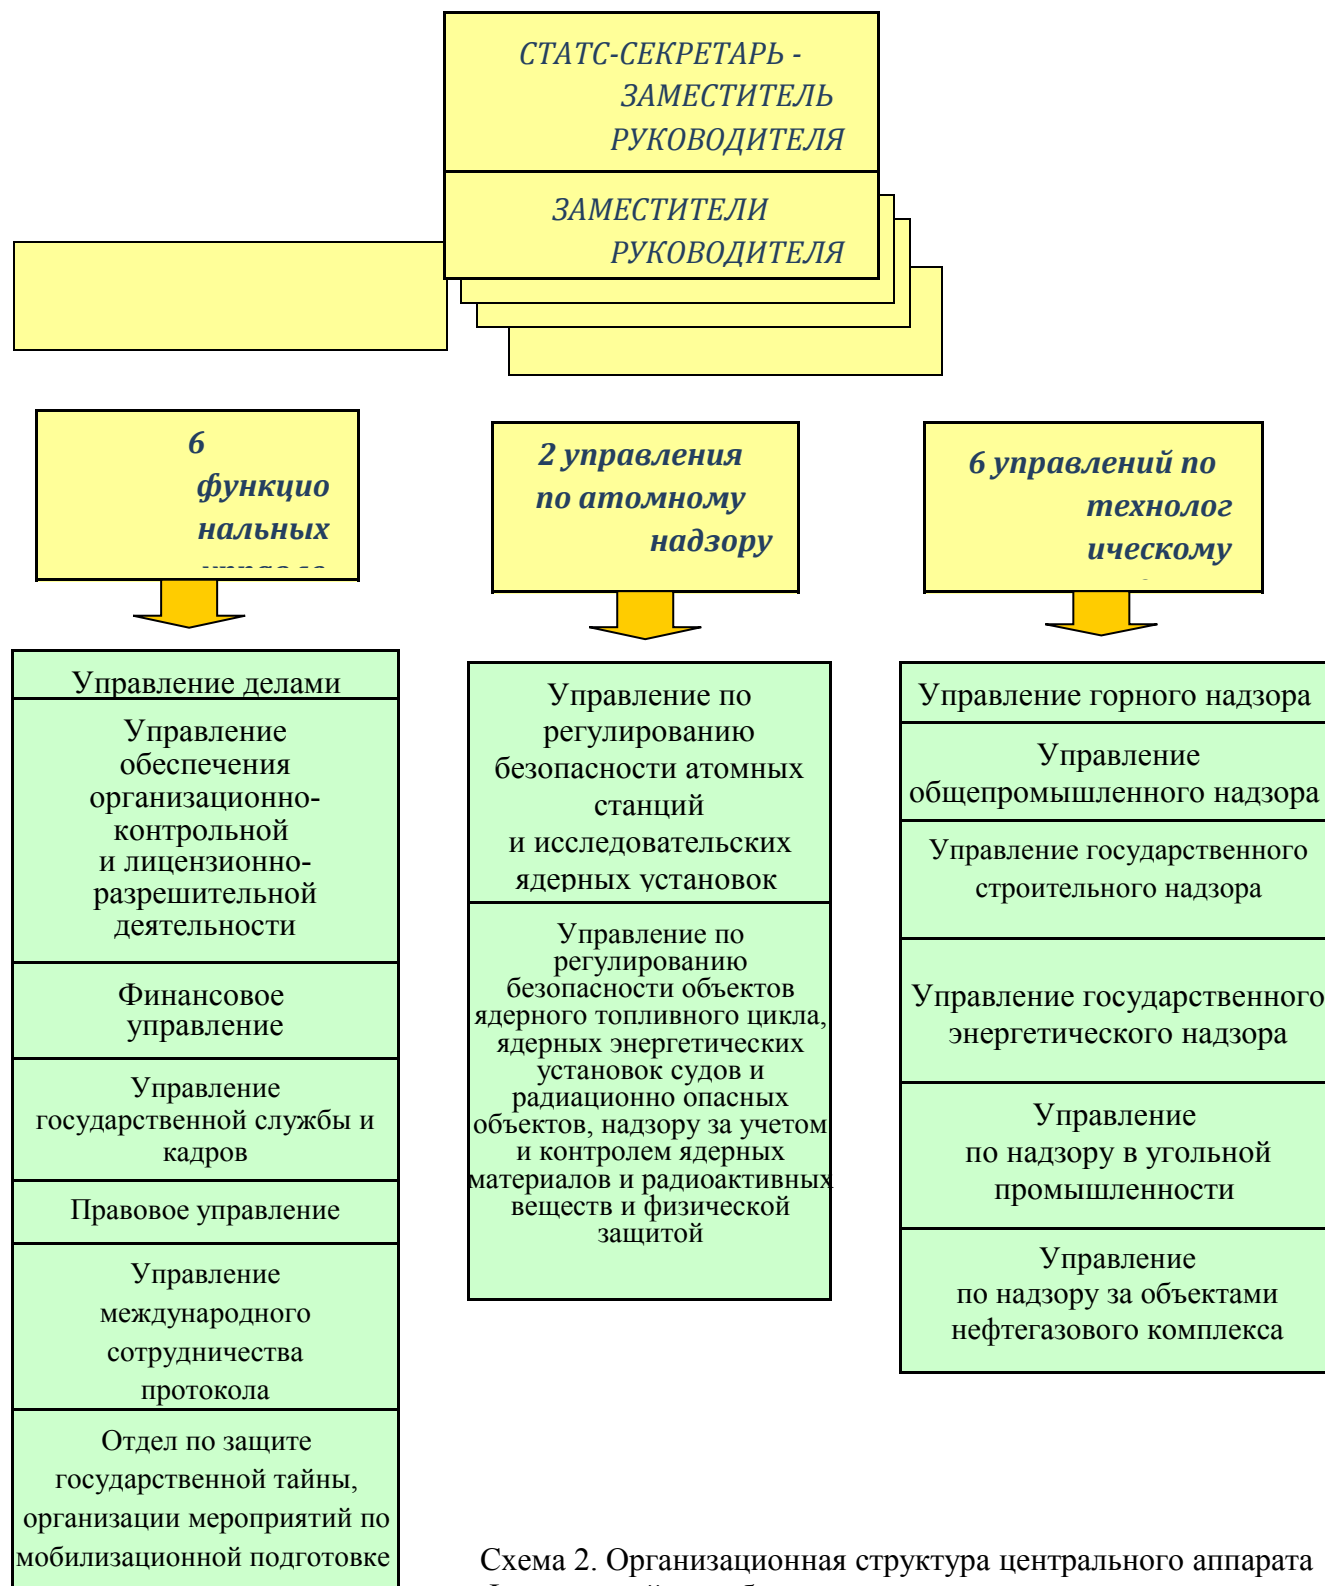 СТАТС-СЕКРЕТАРЬ -
ЗАМЕСТИТЕЛЬ
РУКОВОДИТЕЛЯ
ЗАМЕСТИТЕЛИ
РУКОВОДИТЕЛЯ
6
функцио
нальных
2 управления
по атомному
надзору
6 управлений по
технолог
ическому
Управление делами
Управление
обеспечения
организационно-
контрольной
и лицензионно-
разрешительной
деятельности
Финансовое
управление
Управление
государственной службы и
кадров
Правовое управление
Управление
международного
сотрудничества
протокола
Отдел по защите
государственной тайны,
организации мероприятий по
мобилизационной подготовке
Управление по
регулированию
безопасности атомных
станций
и исследовательских
ядерных установок
Управление по
регулированию
безопасности объектов
ядерного топливного цикла,
ядерных энергетических
установок судов и
радиационно опасных
объектов, надзору за учетом
и контролем ядерных
материалов и радиоактивных
веществ и физической
защитой
Управление горного надзора
Управление
общепромышленного надзора
Управление государственного
строительного надзора
Управление государственного
энергетического надзора
Управление
по надзору в угольной
промышленности
Управление
по надзору за объектами
нефтегазового комплекса
Схема 2. Организационная структура центрального аппарата